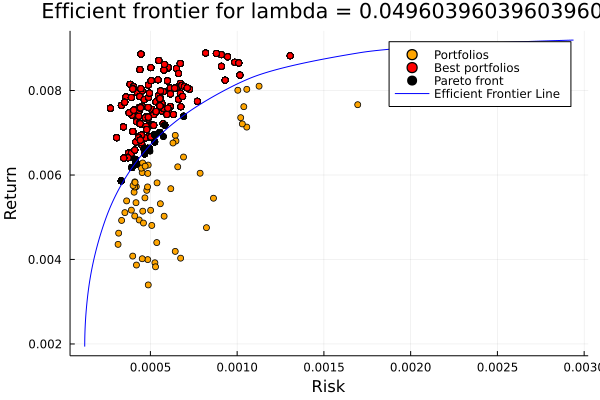 Efficient frontier for lambda = 0.04960396039603960
Portfolios
Best portfolios
Pareto front
Efficient Frontier Line
Return
0.008
0.006
0.004
0.002
0.0005
0.0010
0.0015
0.0020
0.0025
0.0030
Risk